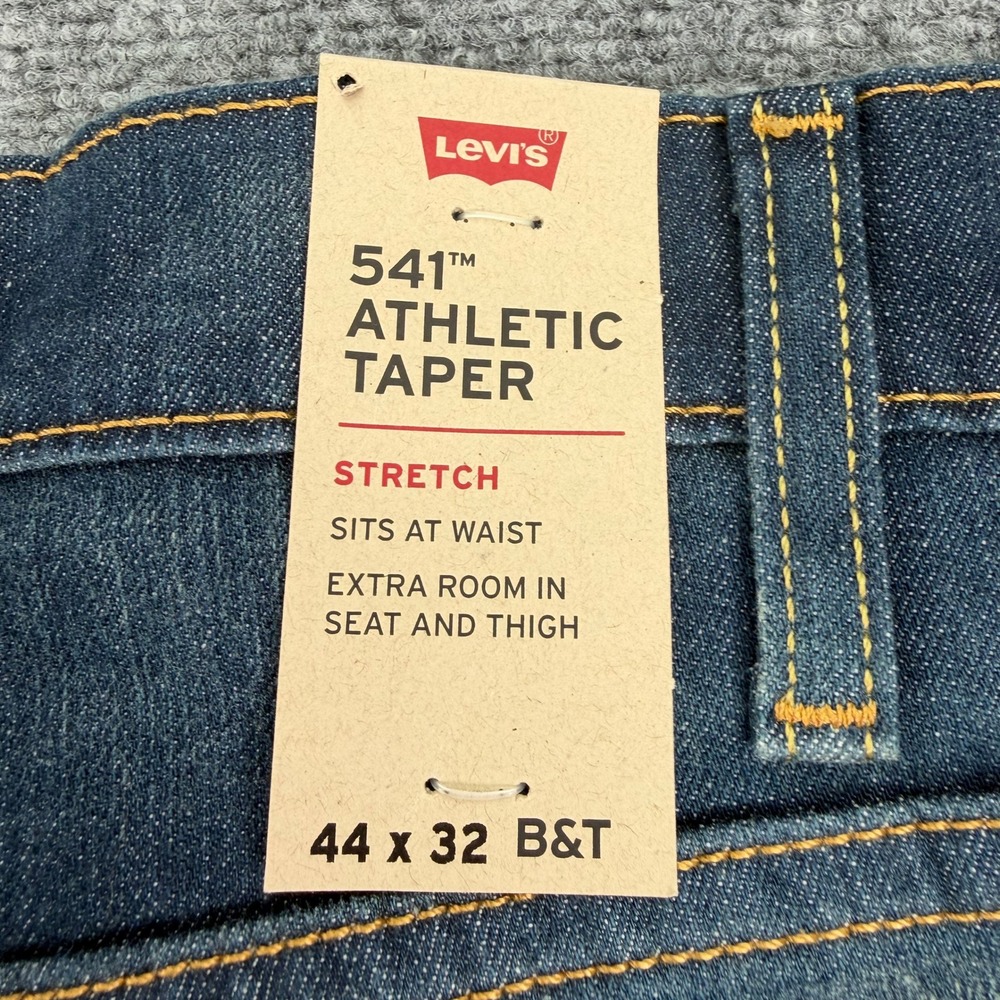 LEVI'S®
541™
ATHLETIC
TAPER
STRETCH
SITS AT WAIST
EXTRA ROOM IN
SEAT AND THIGH
44 x 32 B&T